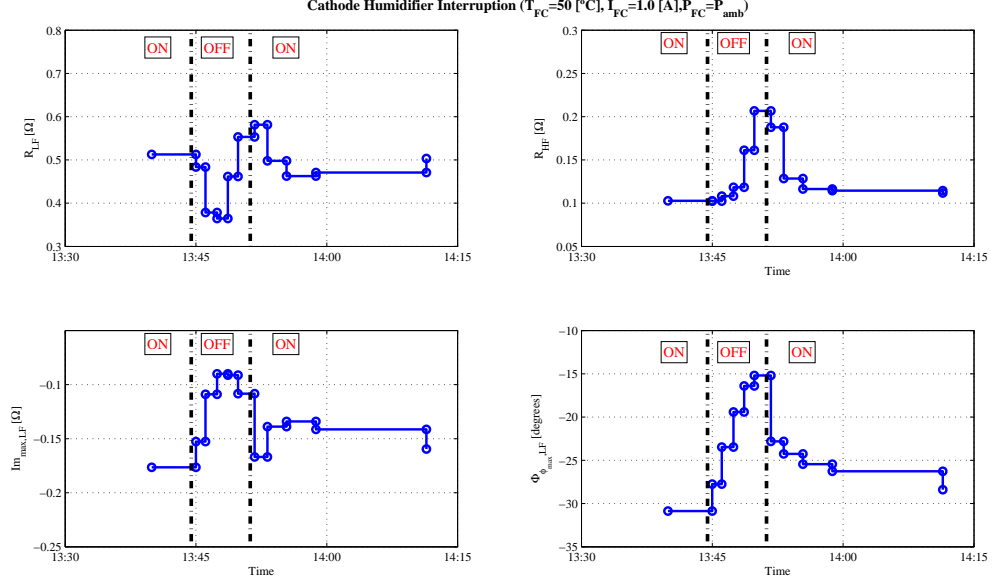 Cathode Humidifier Interruption (T_FC=50 [ºC], I_FC=1.0 [A],P_FC=P_amb)
ON OFF ON
0.8
0.7
0.6
0.5
0.4
0.3
R_LF [Ω]
13:30 13:45 14:00 14:15
ON OFF ON
0.3
0.25
0.2
0.15
0.1
0.05
R_HF [Ω]
13:30 13:45 14:00 14:15
Time
ON OFF ON
−0.1
−0.15
−0.2
−0.25
Im_max,LF [Ω]
13:30 13:45 14:00 14:15
Time
ON OFF ON
−10
−15
−20
−25
−30
−35
Φ_ϕmax,LF [degrees]
13:30 13:45 14:00 14:15
Time